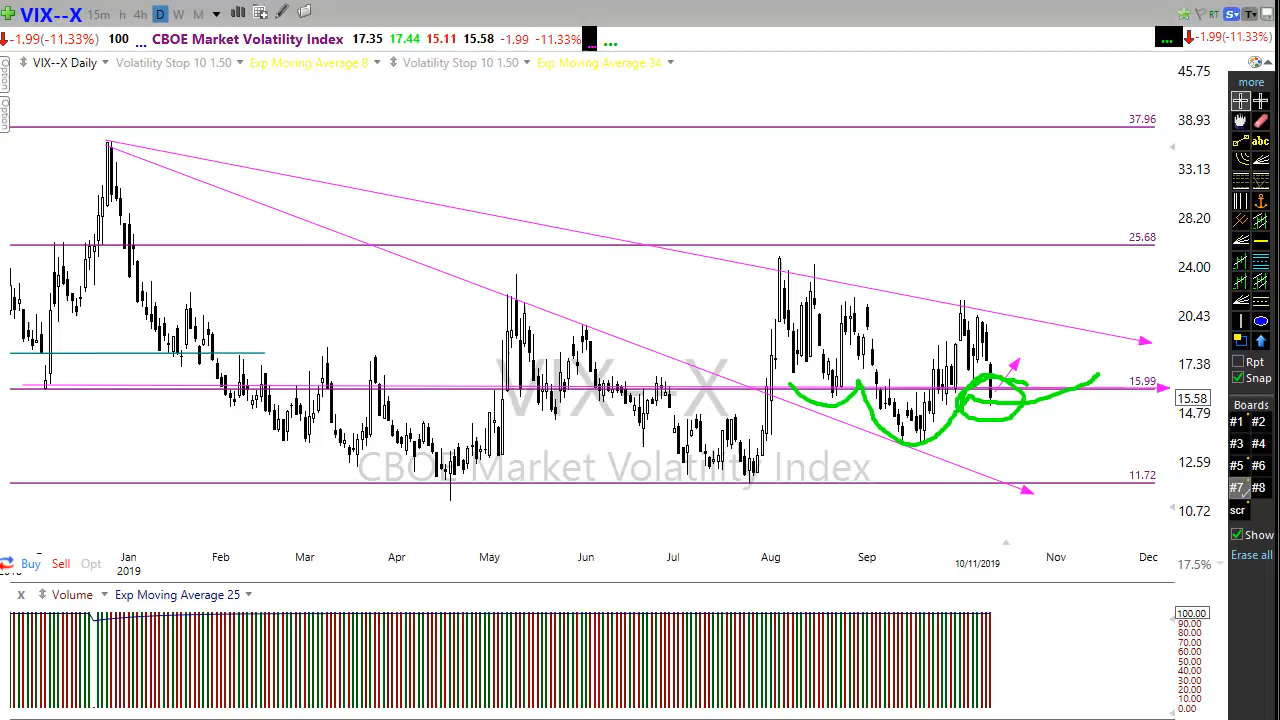 VIX--X 15m h 4h D W M RT S T
-1.99(-11.33%) 100 ... CBOE Market Volatility Index 17.35 17.44 15.11 15.58 -1.99 -11.33% ... ... ... -1.99(-11.33%)
VIX--X Daily Volatility Stop 10 1.50 Exp Moving Average 8 Volatility Stop 10 1.50 Exp Moving Average 34
Option
Option
45.75
37.96
38.93
33.13
28.20
25.68
24.00
20.43
17.38
15.99
15.58
14.79
12.59
11.72
10.72
VIX--X
CBOE Market Volatility Index
Jan Feb Mar Apr May Jun Jul Aug Sep 10/11/2019 Nov Dec
2019
Buy Sell Opt
17.5%
X Volume Exp Moving Average 25
100.00
90.00
80.00
70.00
60.00
50.00
40.00
30.00
20.00
10.00
0.00
more
abc
Rpt
Snap
Boards
#1 #2
#3 #4
#5 #6
#7 #8
scr
Show
Erase all